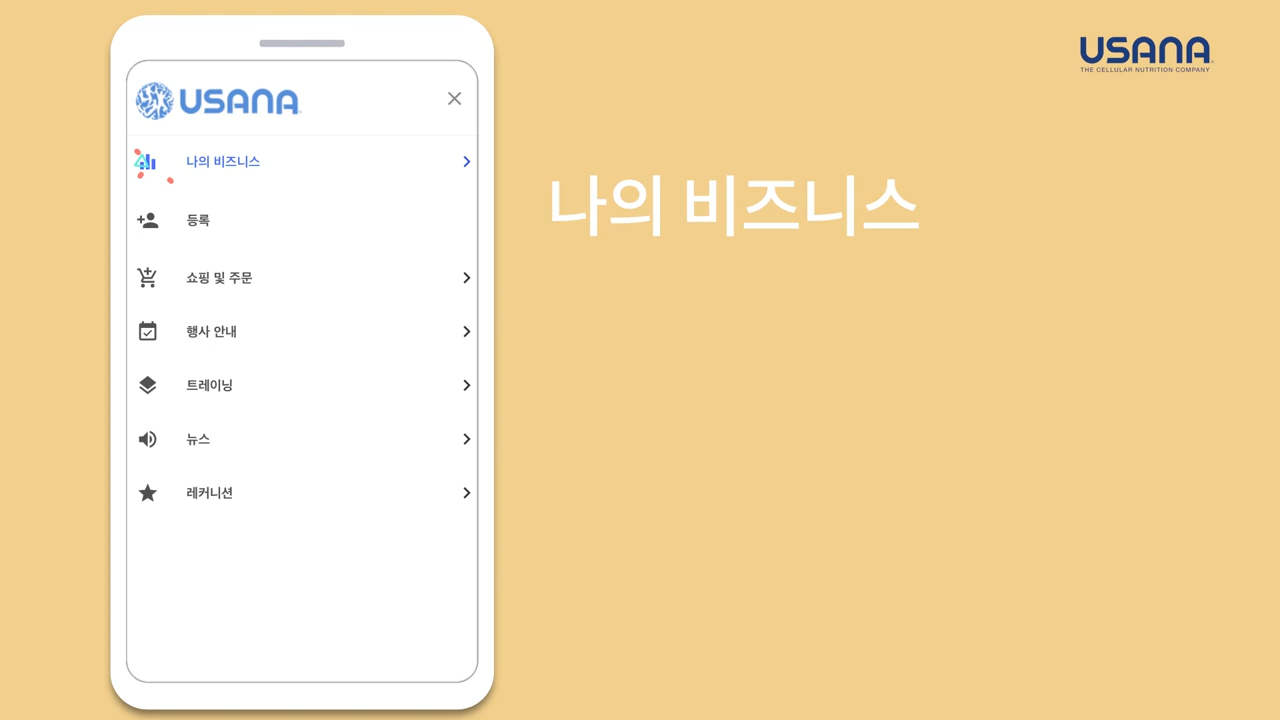 USANA
나의 비즈니스
등록
쇼핑 및 주문
행사 안내
트레이닝
뉴스
레커니션
나의 비즈니스
USANA
THE CELLULAR NUTRITION COMPANY